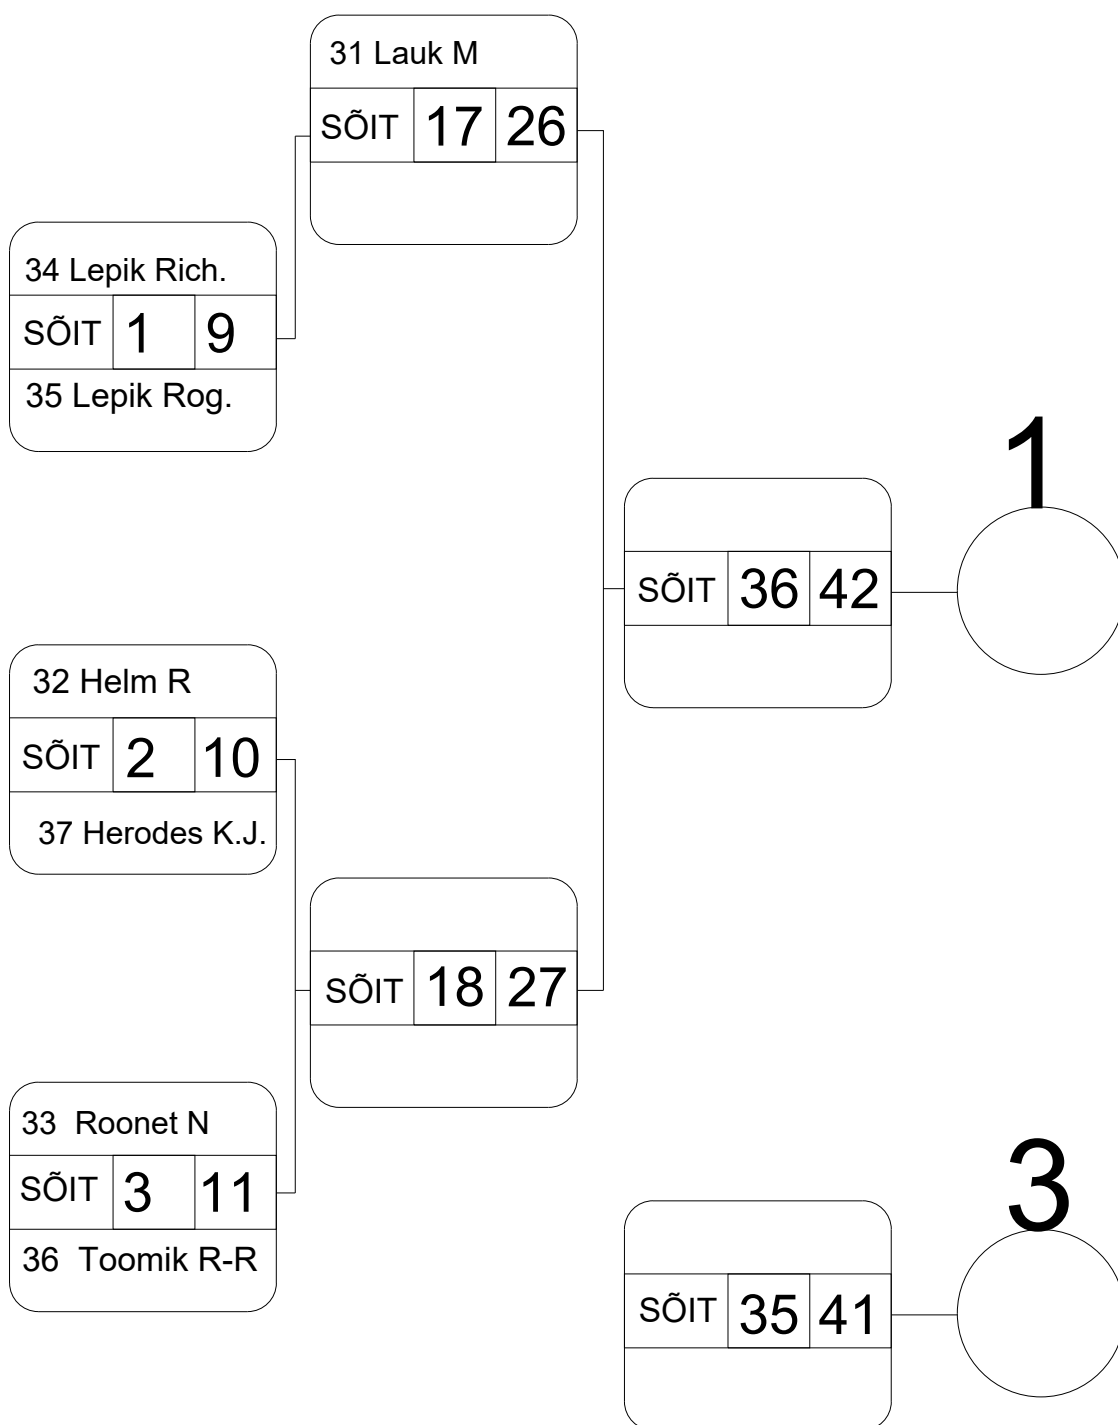 31 Lauk M
SÕIT 17 26
34 Lepik Rich.
SÕIT 1 9
35 Lepik Rog.
1
SÕIT 36 42
32 Helm R
SÕIT 2 10
37 Herodes K.J.
SÕIT 18 27
33 Roonet N
SÕIT 3 11
36 Toomik R-R
3
SÕIT 35 41